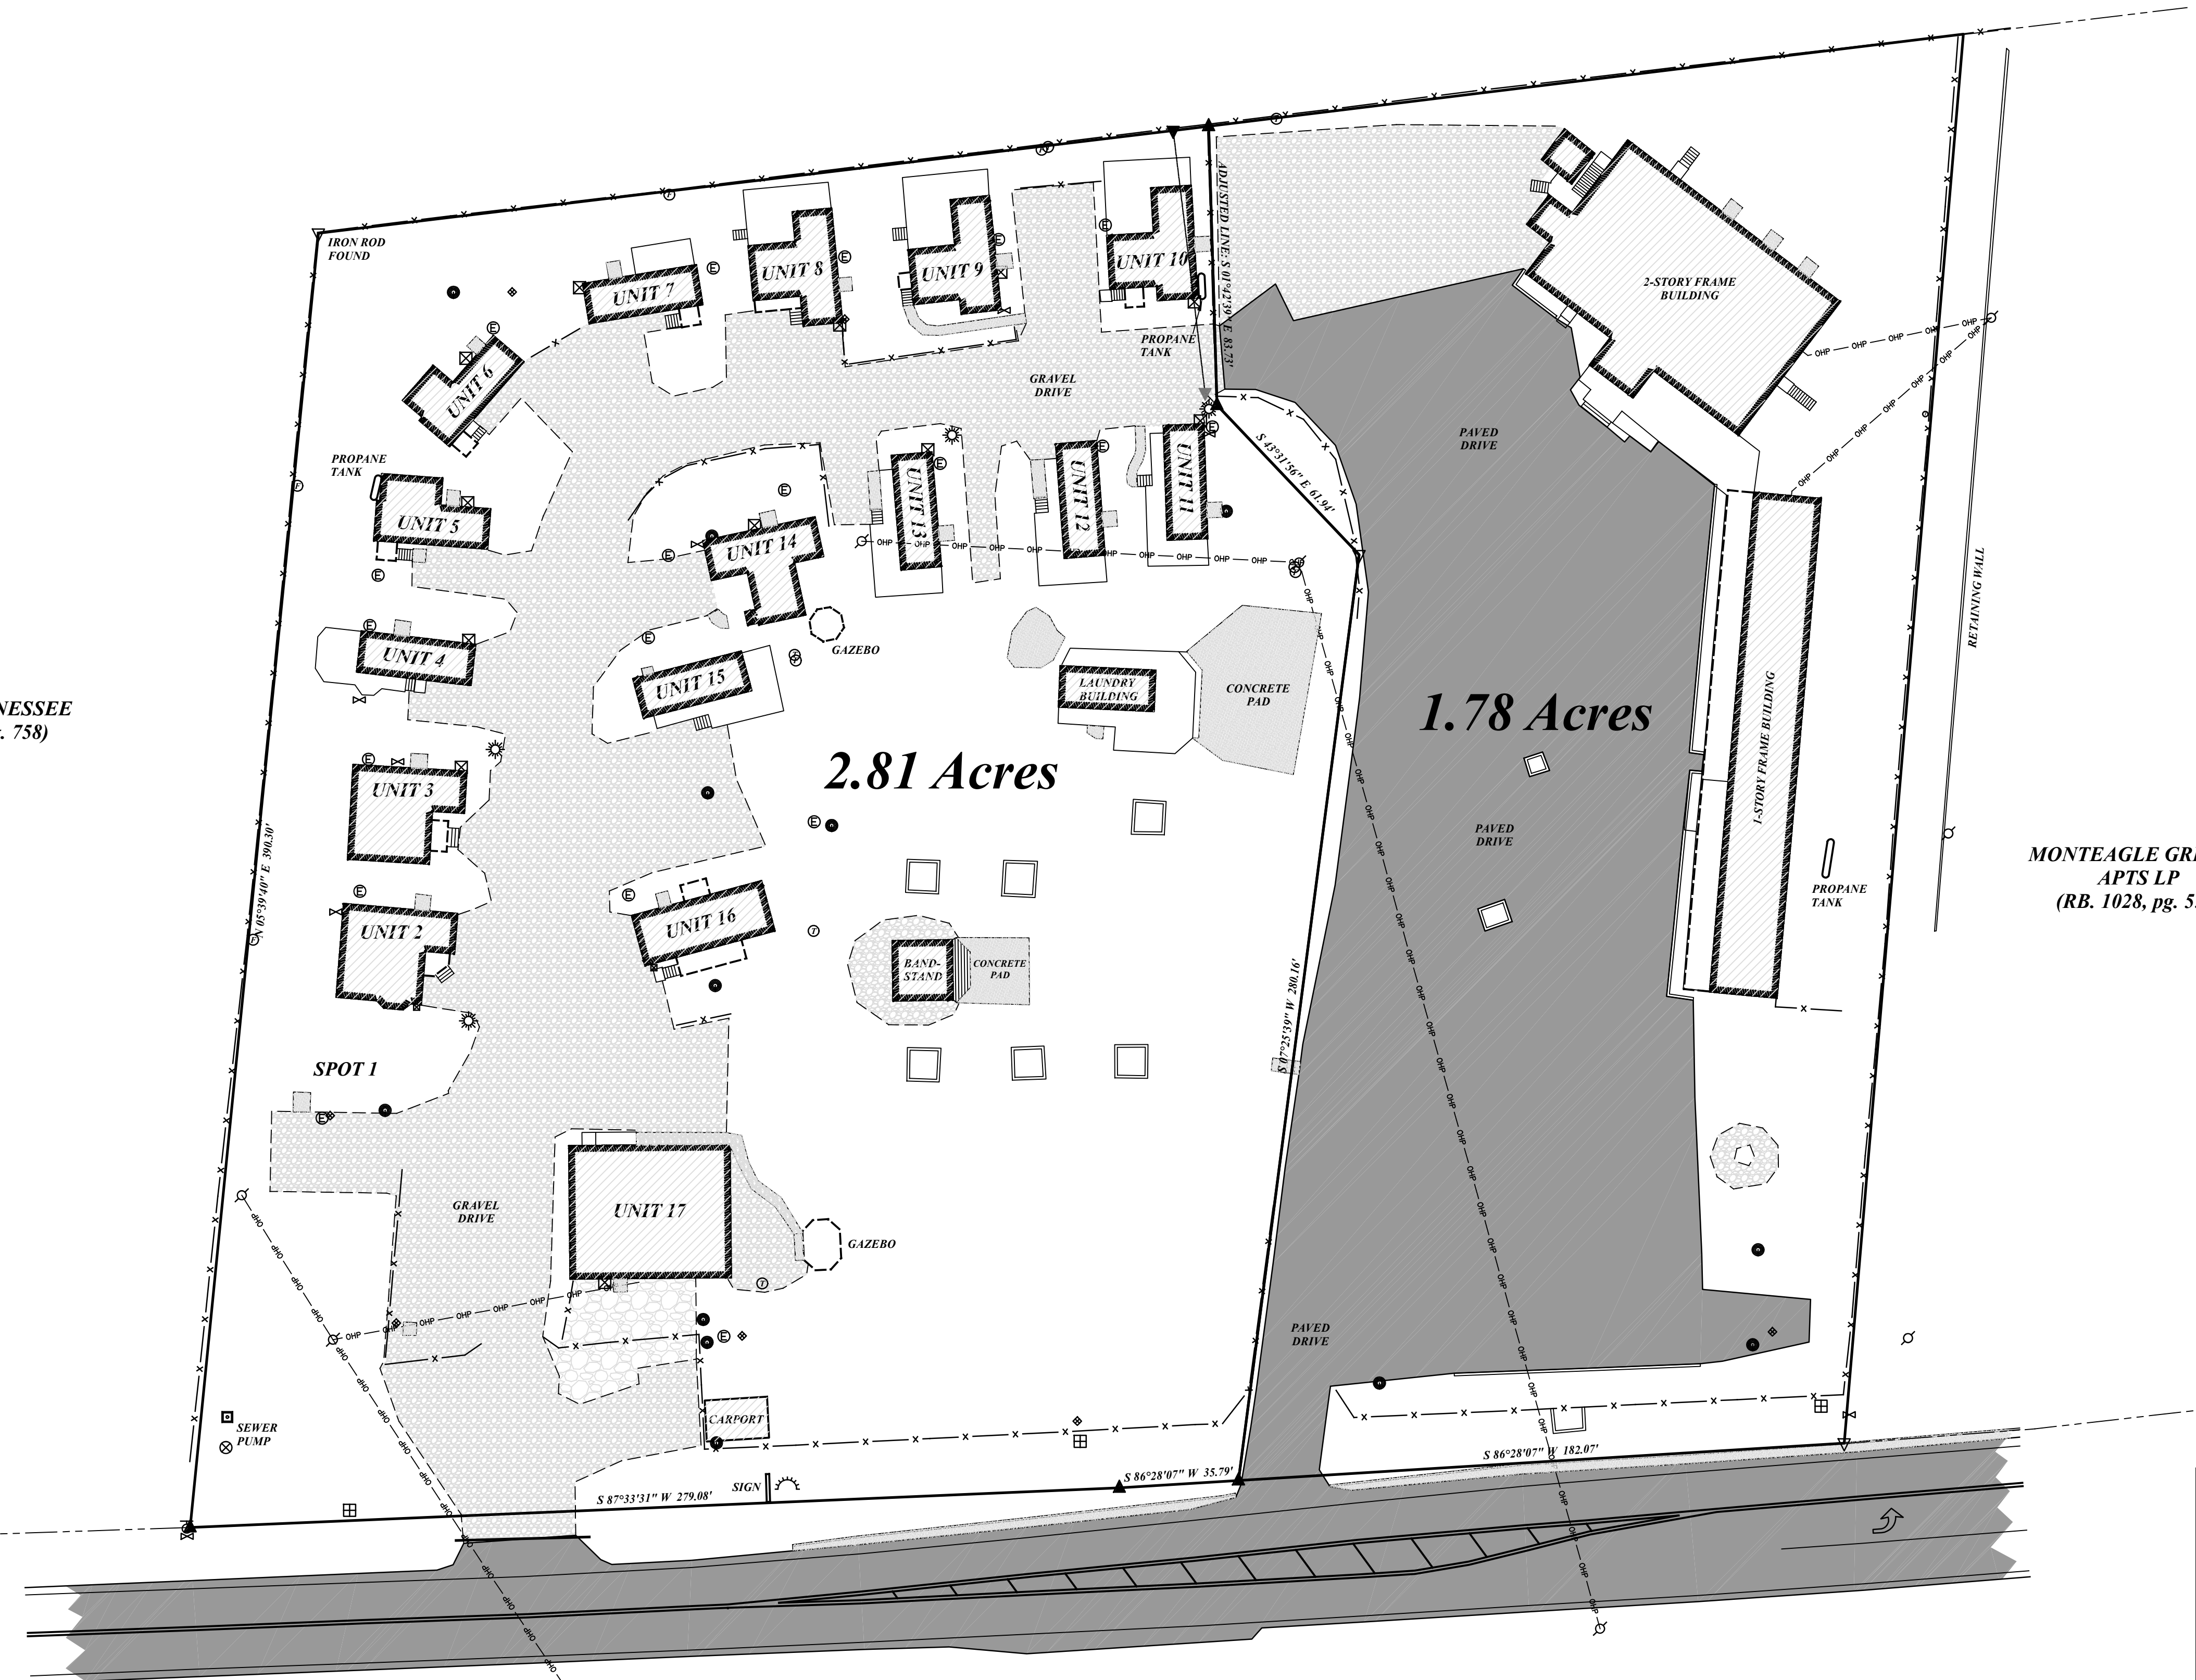 IRON ROD
FOUND
UNIT 7
UNIT 8
UNIT 9
UNIT 10
ADJUSTED LINE: S 01°42'39" E 83.73'
2-STORY FRAME
BUILDING
PROPANE
TANK
UNIT 6
GRAVEL
DRIVE
PAVED
DRIVE
S 43°31'56" E 61.94'
PROPANE
TANK
UNIT 5
UNIT 14
UNIT 13
UNIT 12
UNIT 11
RETAINING WALL
GAZEBO
UNIT 4
UNIT 15
LAUNDRY
BUILDING
CONCRETE
PAD
1.78 Acres
1-STORY FRAME BUILDING
NESSEE
. 758)
2.81 Acres
UNIT 3
N 05°39'40" E 390.30'
PAVED
DRIVE
PROPANE
TANK
MONTEAGLE GR
APTS LP
(RB. 1028, pg. 5
UNIT 2
UNIT 16
BAND-
STAND
CONCRETE
PAD
S 07°25'39" W 280.16'
SPOT 1
GRAVEL
DRIVE
UNIT 17
GAZEBO
PAVED
DRIVE
CARPORT
SEWER
PUMP
SIGN
S 87°33'31" W 279.08'
S 86°28'07" W 35.79'
S 86°28'07" W 182.07'
OHP